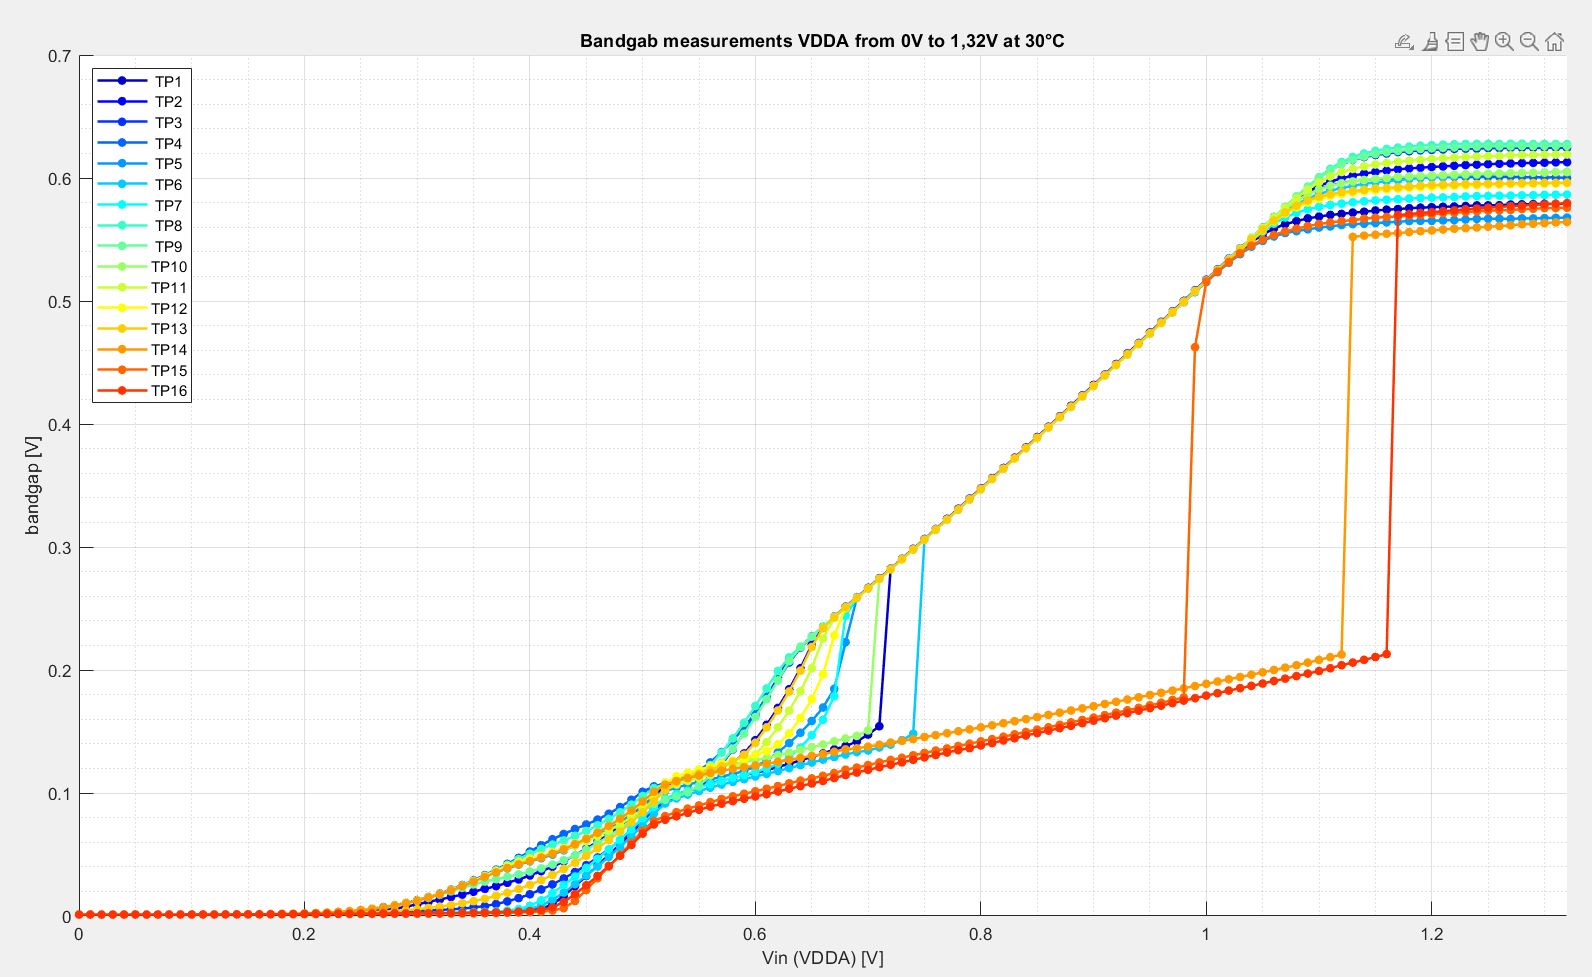 Bandgab measurements VDDA from 0V to 1,32V at 30°C
0.7
0.6
0.5
0.4
0.3
0.2
0.1
0
bandgap [V]
TP1
TP2
TP3
TP4
TP5
TP6
TP7
TP8
TP9
TP10
TP11
TP12
TP13
TP14
TP15
TP16
0 0.2 0.4 0.6 0.8 1 1.2
Vin (VDDA) [V]